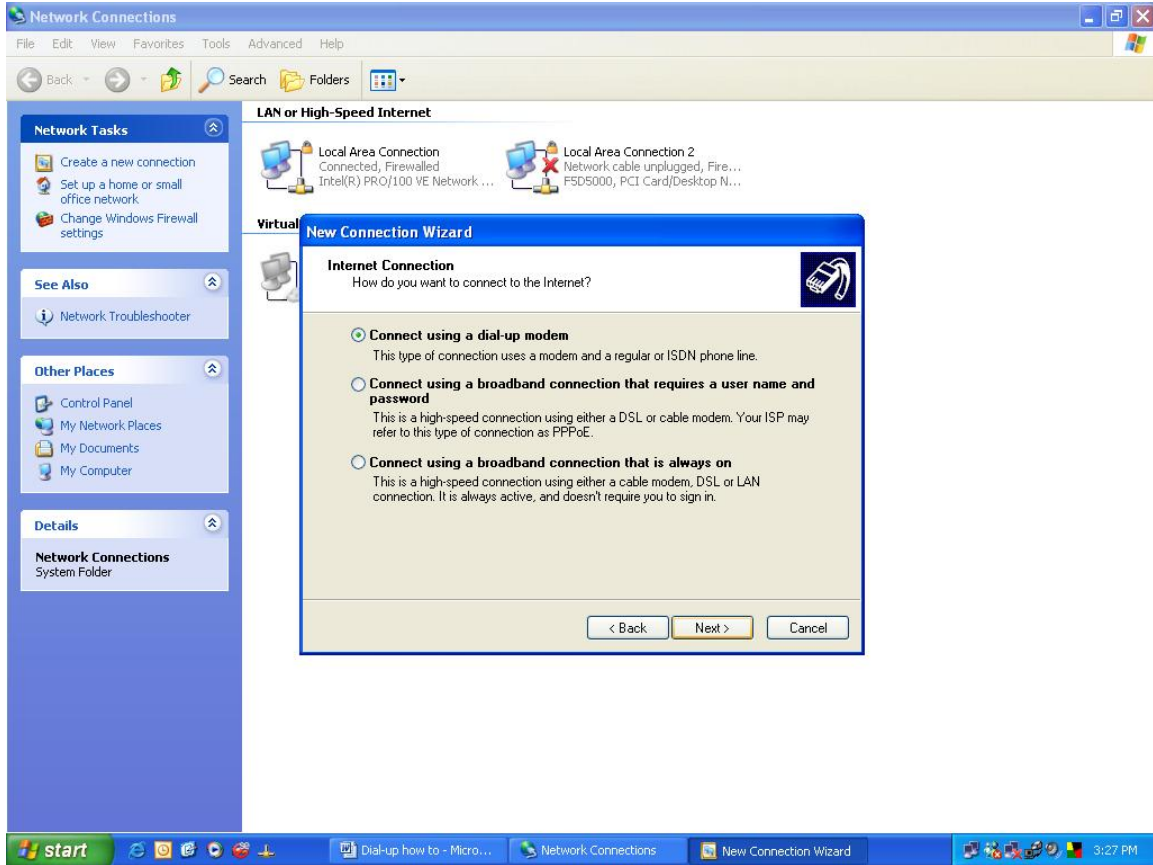 Network Connections
File Edit View Favorites Tools Advanced Help
Back Search Folders
Network Tasks
Create a new connection
Set up a home or small
office network
Change Windows Firewall
settings
See Also
Network Troubleshooter
Other Places
Control Panel
My Network Places
My Documents
My Computer
Details
Network Connections
System Folder
LAN or High-Speed Internet
Local Area Connection
Connected, Firewalled
Intel(R) PRO/100 VE Network ...
Local Area Connection 2
Network cable unplugged, Fire...
F5D5000, PCI Card/Desktop N...
Virtual
New Connection Wizard
Internet Connection
How do you want to connect to the Internet?
Connect using a dial-up modem
This type of connection uses a modem and a regular or ISDN phone line.
Connect using a broadband connection that requires a user name and
password
This is a high-speed connection using either a DSL or cable modem. Your ISP may
refer to this type of connection as PPPoE.
Connect using a broadband connection that is always on
This is a high-speed connection using either a cable modem, DSL or LAN
connection. It is always active, and doesn't require you to sign in.
< Back Next > Cancel
start Dial-up how to - Micro... Network Connections New Connection Wizard 3:27 PM